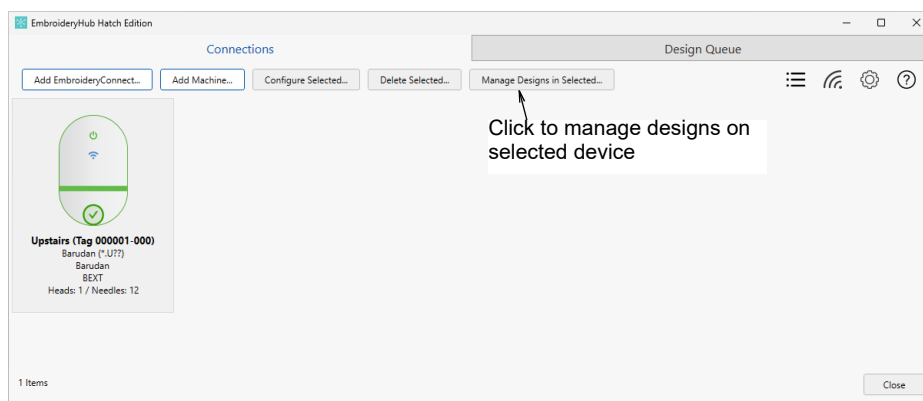 EmbroideryHub Hatch Edition
Connections
Design Queue
Add EmbroideryConnect...
Add Machine...
Configure Selected...
Delete Selected...
Manage Designs in Selected...
Click to manage designs on
selected device
Upstairs (Tag 000001-000)
Barudan (*.U??)
Barudan
BEXT
Heads: 1 / Needles: 12
1 Items
Close